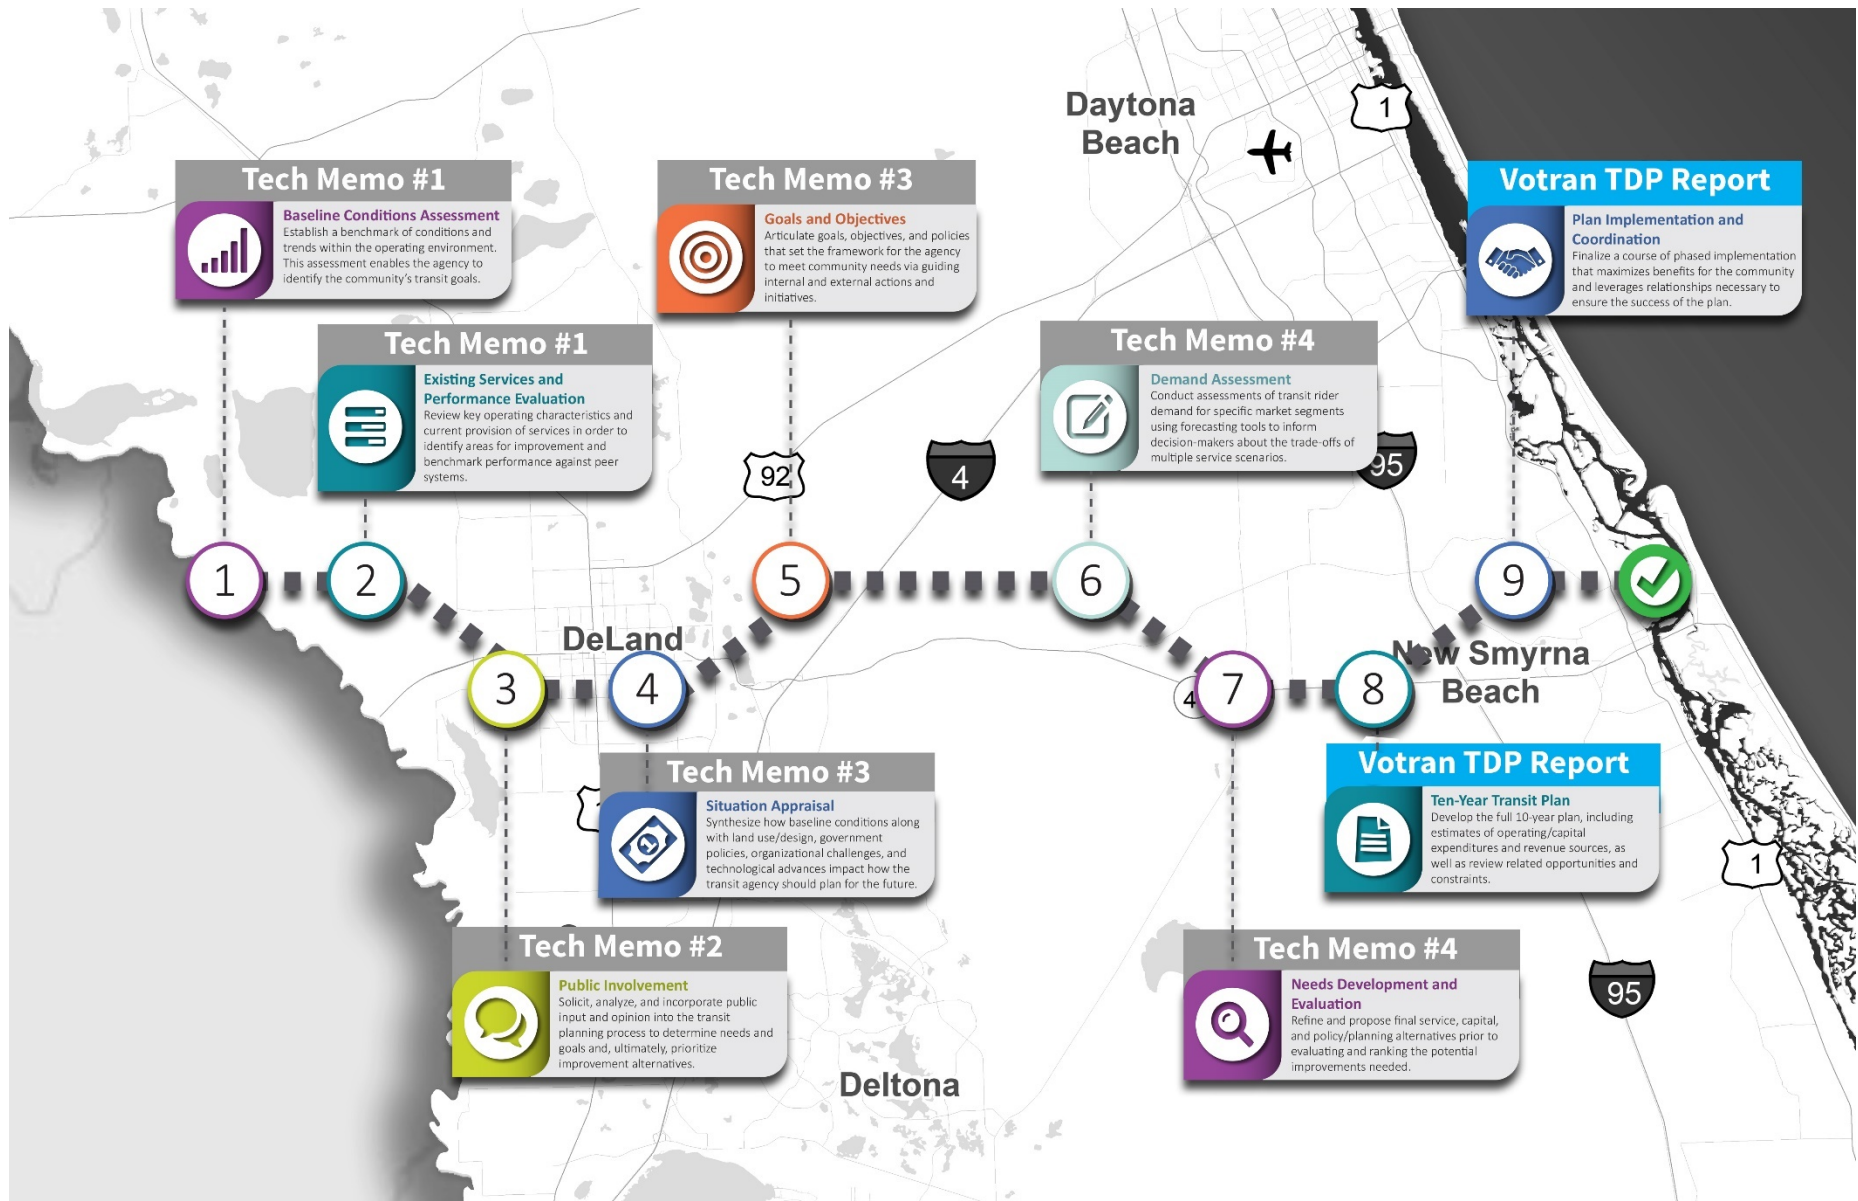 Daytona
Beach
1
Tech Memo #1
Baseline Conditions Assessment
Establish a benchmark of conditions and
trends within the operating environment.
This assessment enables the agency to
identify the community's transit goals.
Tech Memo #3
Goals and Objectives
Articulate goals, objectives, and policies
that set the framework for the agency
to meet community needs via guiding
internal and external actions and
initiatives.
Votran TDP Report
Plan Implementation and
Coordination
Finalize a course of phased implementation
that maximizes benefits for the community
and leverages relationships necessary to
ensure the success of the plan.
Tech Memo #1
Existing Services and
Performance Evaluation
Review key operating characteristics and
current provision of services in order to
identify areas for improvement and
benchmark performance against peer
systems.
Tech Memo #4
Demand Assessment
Conduct assessments of transit rider
demand for specific market segments
using forecasting tools to inform
decision-makers about the trade-offs of
multiple service scenarios.
92
4
95
1
2
5
6
9
DeLand
New Smyrna
Beach
3
4
4
7
8
Tech Memo #3
Situation Appraisal
Synthesize how baseline conditions along
with land use/design, government
policies, organizational challenges, and
technological advances impact how the
transit agency should plan for the future.
Votran TDP Report
Ten-Year Transit Plan
Develop the full 10-year plan, including
estimates of operating/capital
expenditures and revenue sources, as
well as review related opportunities and
constraints.
1
1
Tech Memo #2
Public Involvement
Solicit, analyze, and incorporate public
input and opinion into the transit
planning process to determine needs and
goals and, ultimately, prioritize
improvement alternatives.
Tech Memo #4
Needs Development and
Evaluation
Refine and propose final service, capital,
and policy/planning alternatives prior to
evaluating and ranking the potential
improvements needed.
95
Deltona